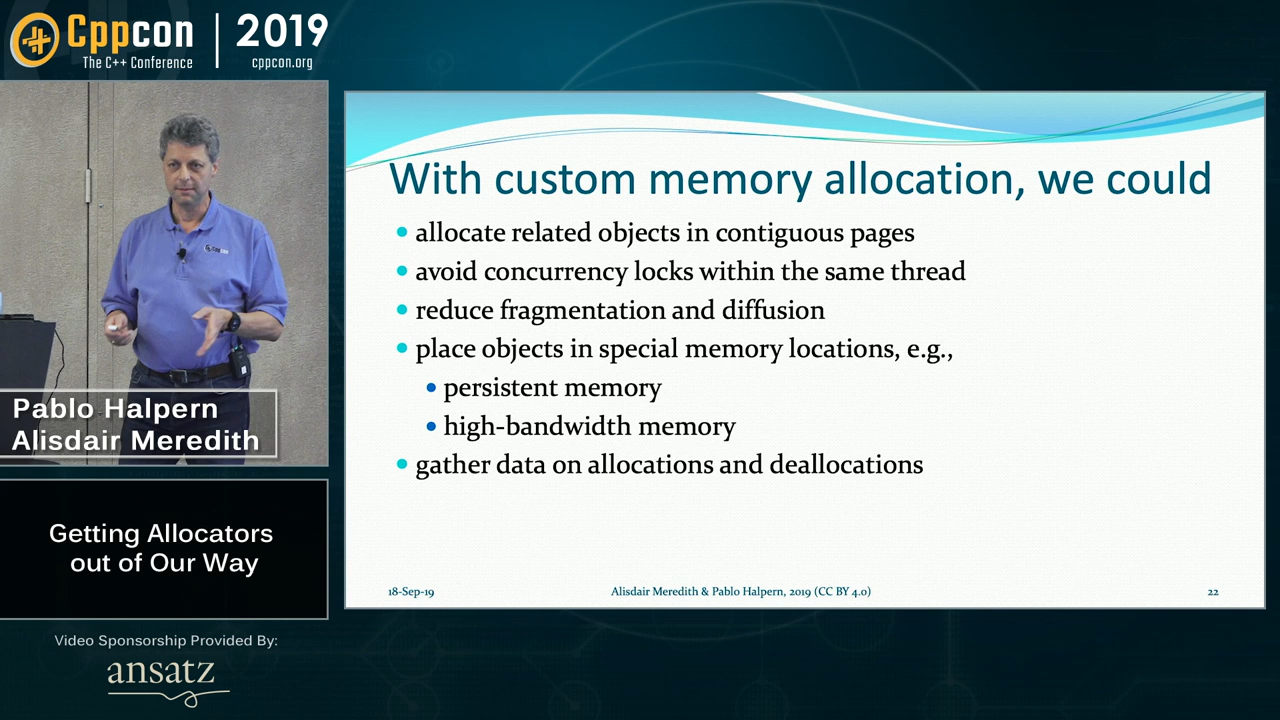 Cppcon | 2019
The C++ Conference cppcon.org
Pablo Halpern
Alisdair Meredith
Getting Allocators
out of Our Way
Video Sponsorship Provided By:
ansatz
With custom memory allocation, we could
• allocate related objects in contiguous pages
• avoid concurrency locks within the same thread
• reduce fragmentation and diffusion
• place objects in special memory locations, e.g.,
• persistent memory
• high-bandwidth memory
• gather data on allocations and deallocations
18-Sep-19 Alisdair Meredith & Pablo Halpern, 2019 (CC BY 4.0) 22